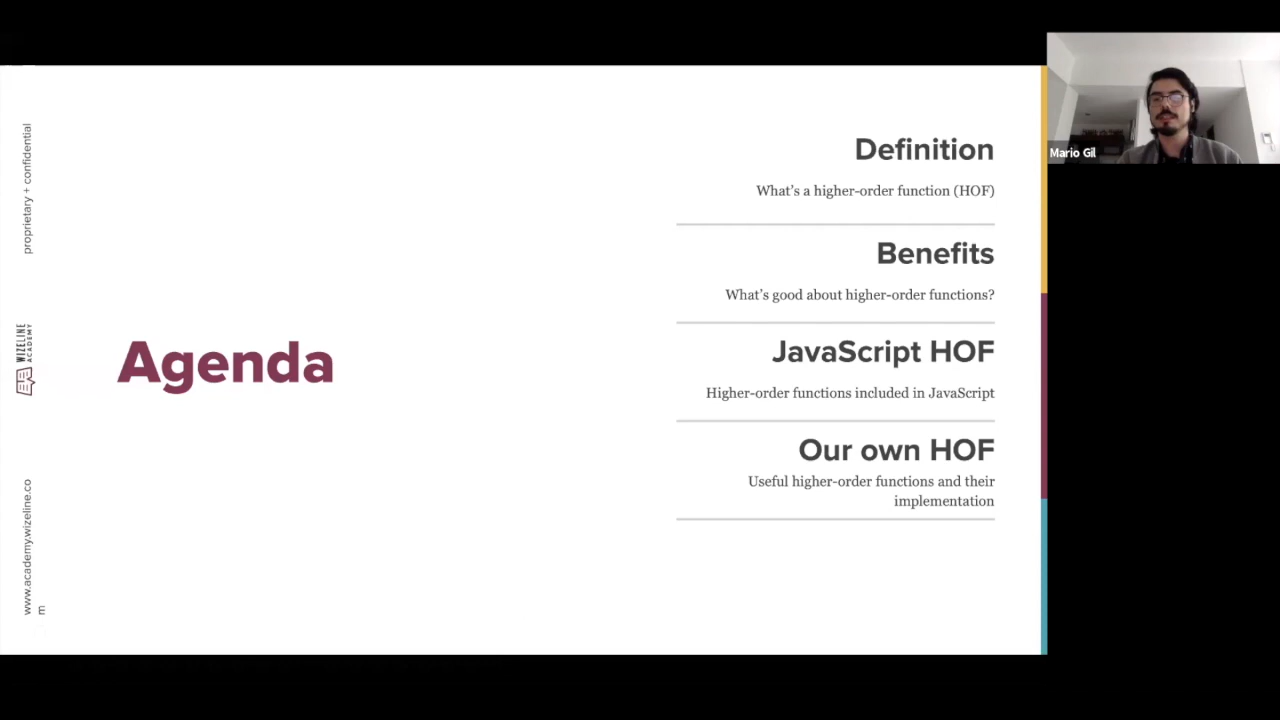 proprietary + confidential
WIZELINE
ACADEMY
www.academy.wizeline.co
m
Agenda
Definition
What's a higher-order function (HOF)
Benefits
What's good about higher-order functions?
JavaScript HOF
Higher-order functions included in JavaScript
Our own HOF
Useful higher-order functions and their
implementation
Mario Gil